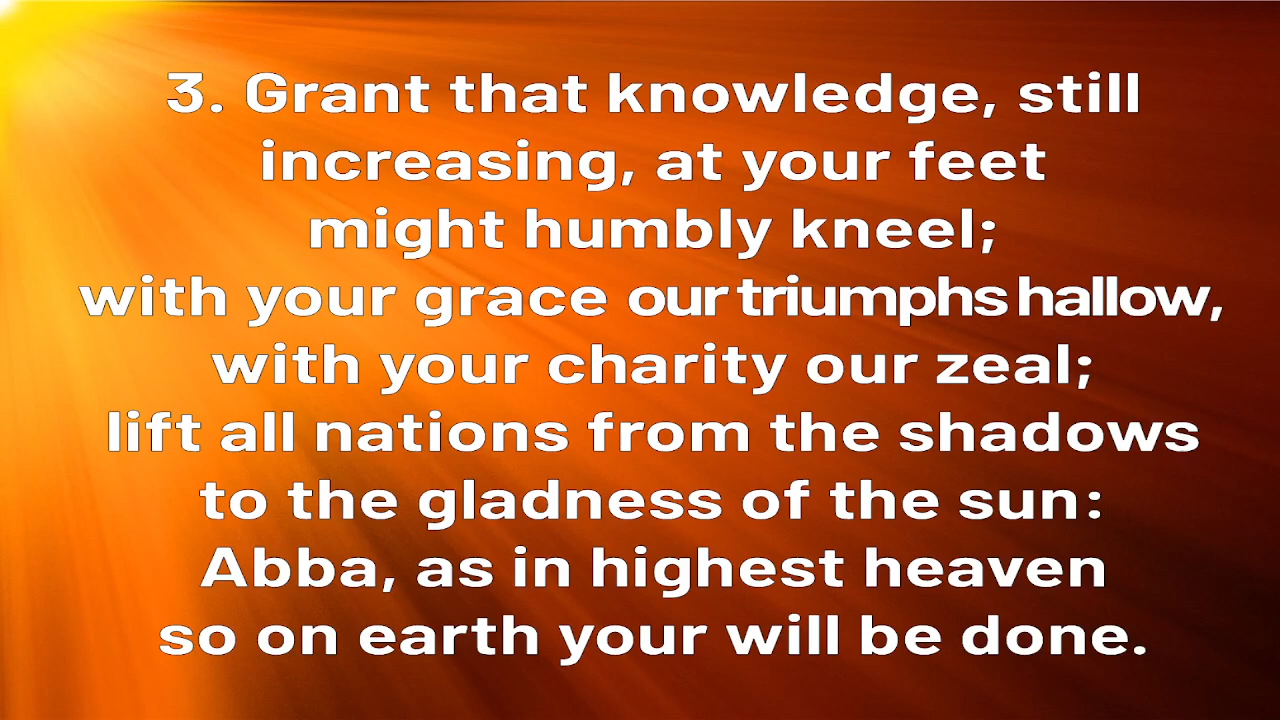 3. Grant that knowledge, still
increasing, at your feet
might humbly kneel;
with your grace our triumphs hallow,
with your charity our zeal;
lift all nations from the shadows
to the gladness of the sun:
Abba, as in highest heaven
so on earth your will be done.